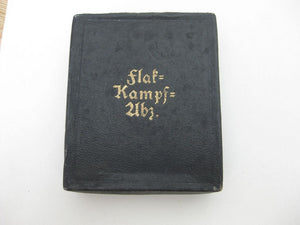 Flak=
Kampf=
Abz.